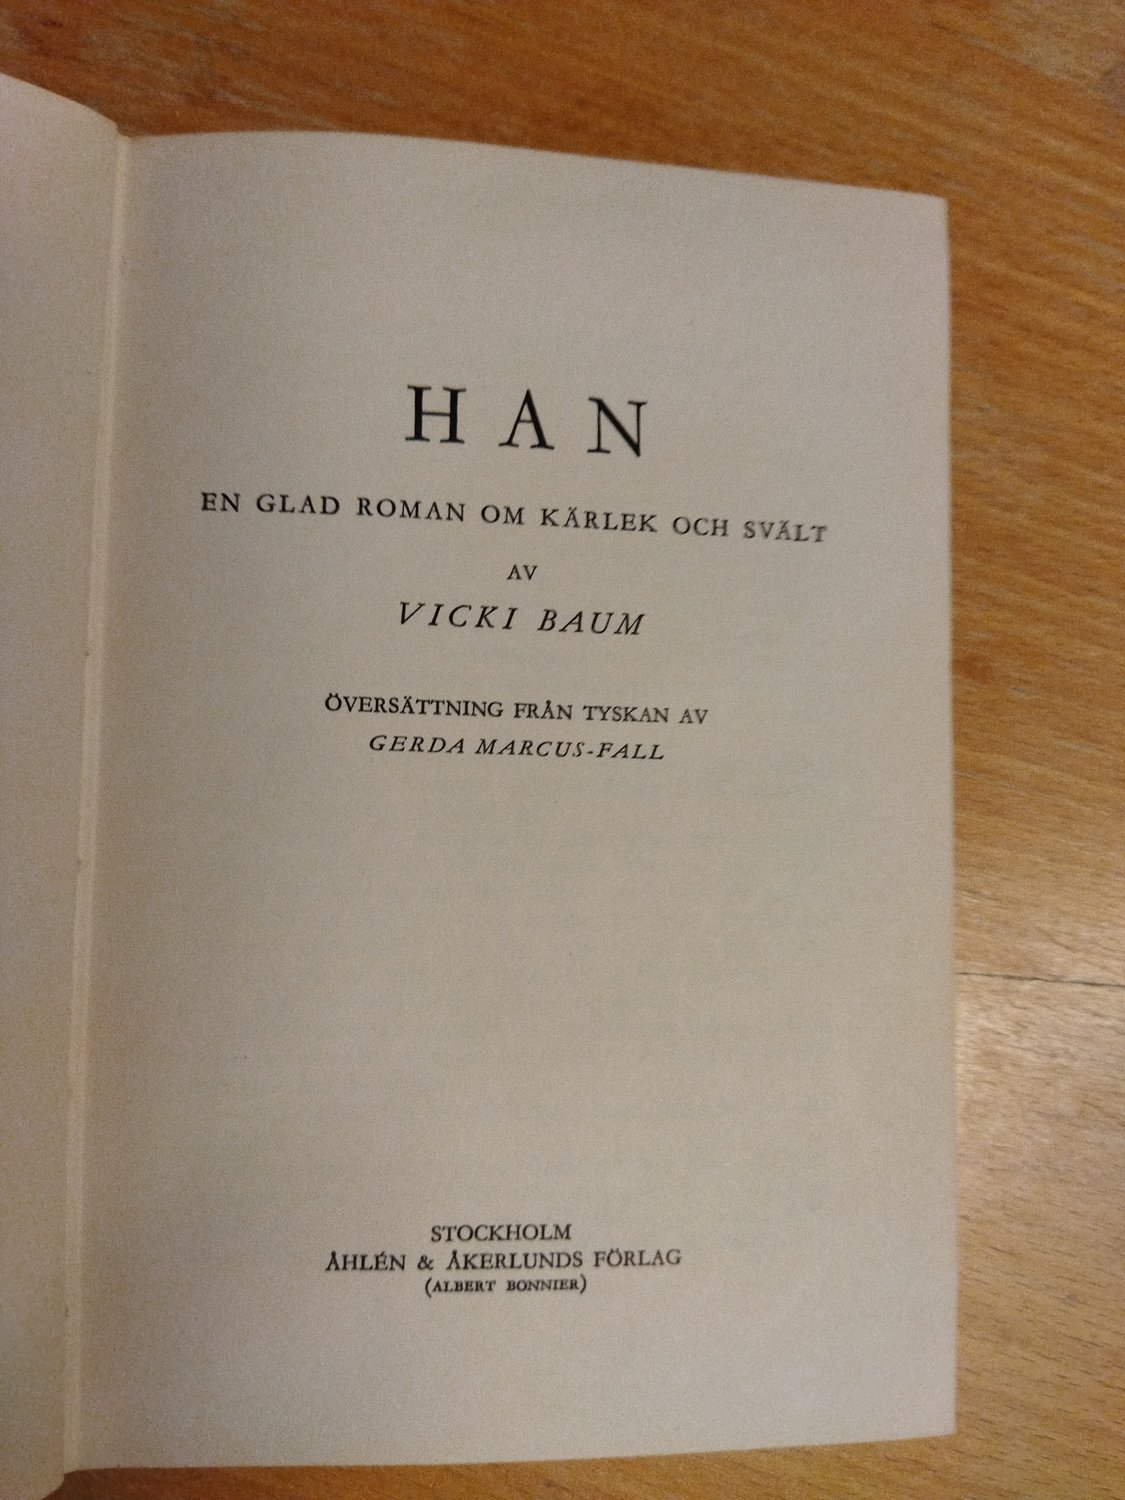 HAN
EN GLAD ROMAN OM KÄRLEK OCH SVÄLT
AV
VICKI BAUM
ÖVERSÄTTNING FRÅN TYSKAN AV
GERDA MARCUS-FALL
STOCKHOLM
ÅHLÉN & ÅKERLUNDS FÖRLAG
(ALBERT BONNIER)